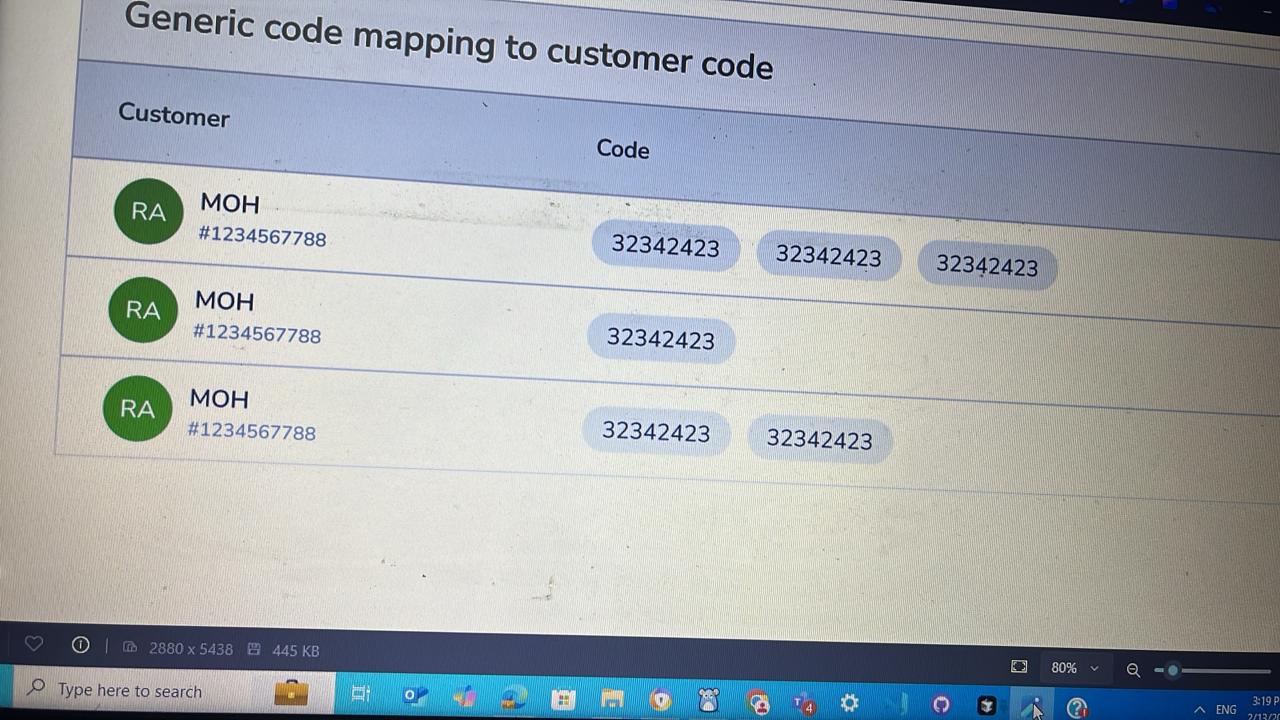 Generic code mapping to customer code
Customer
Code
RA
MOH
#1234567788
32342423 32342423 32342423
RA
MOH
#1234567788
32342423
RA
MOH
#1234567788
32342423 32342423
2880 x 5438 445 KB
80%
Type here to search
4
ENG
3:19